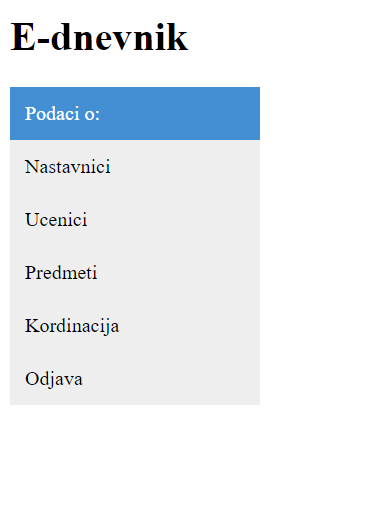 E-dnevnik
Podaci o:
Nastavnici
Ucenici
Predmeti
Kordinacija
Odjava